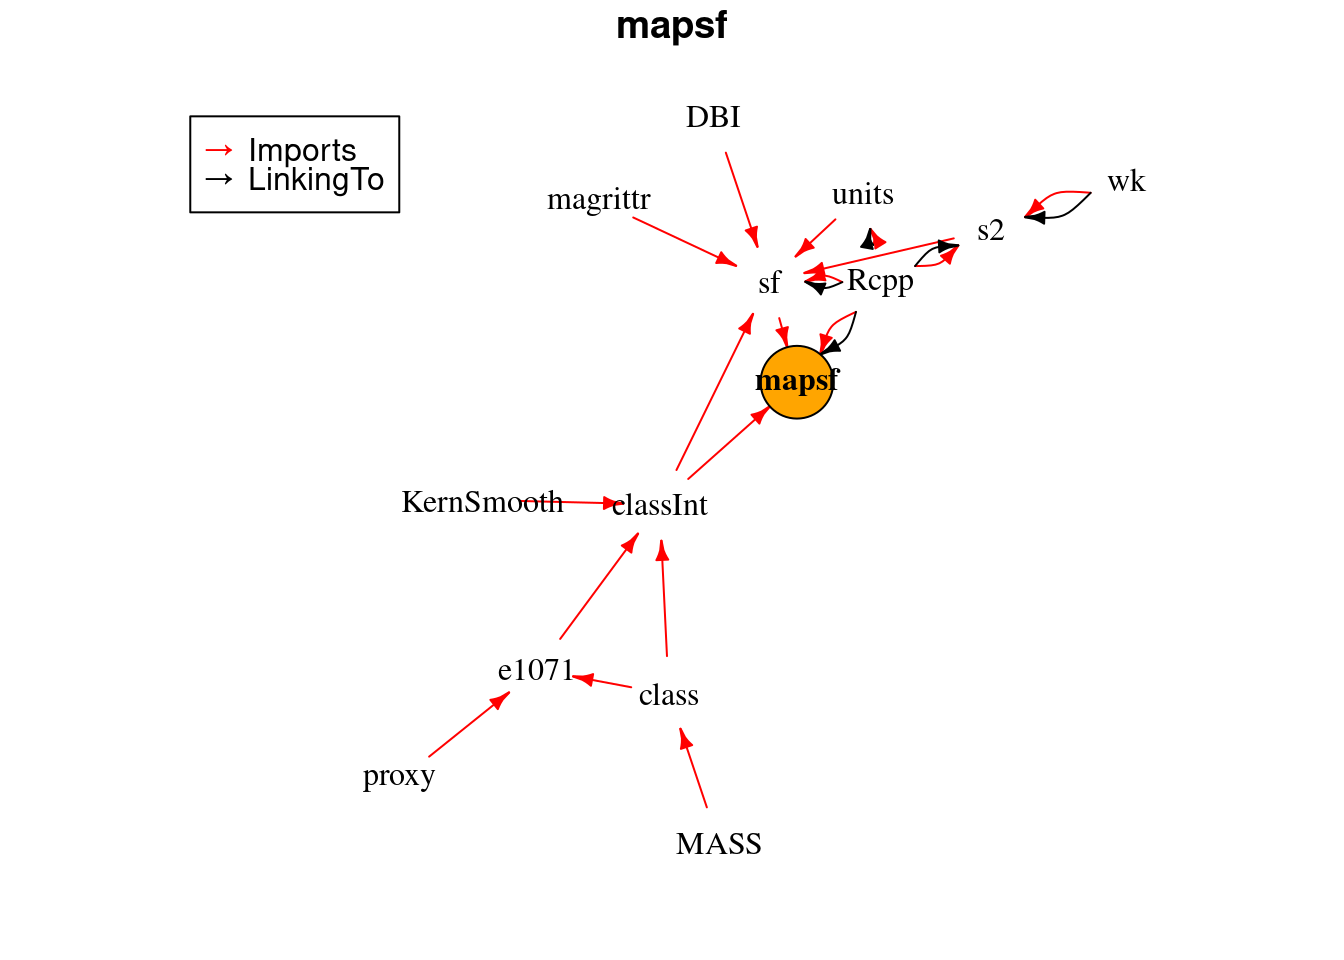 mapsf
DBI
Imports
LinkingTo
magrittr
units
wk
s2
sf
Rcpp
mapsf
KernSmooth
classInt
e1071
class
proxy
MASS